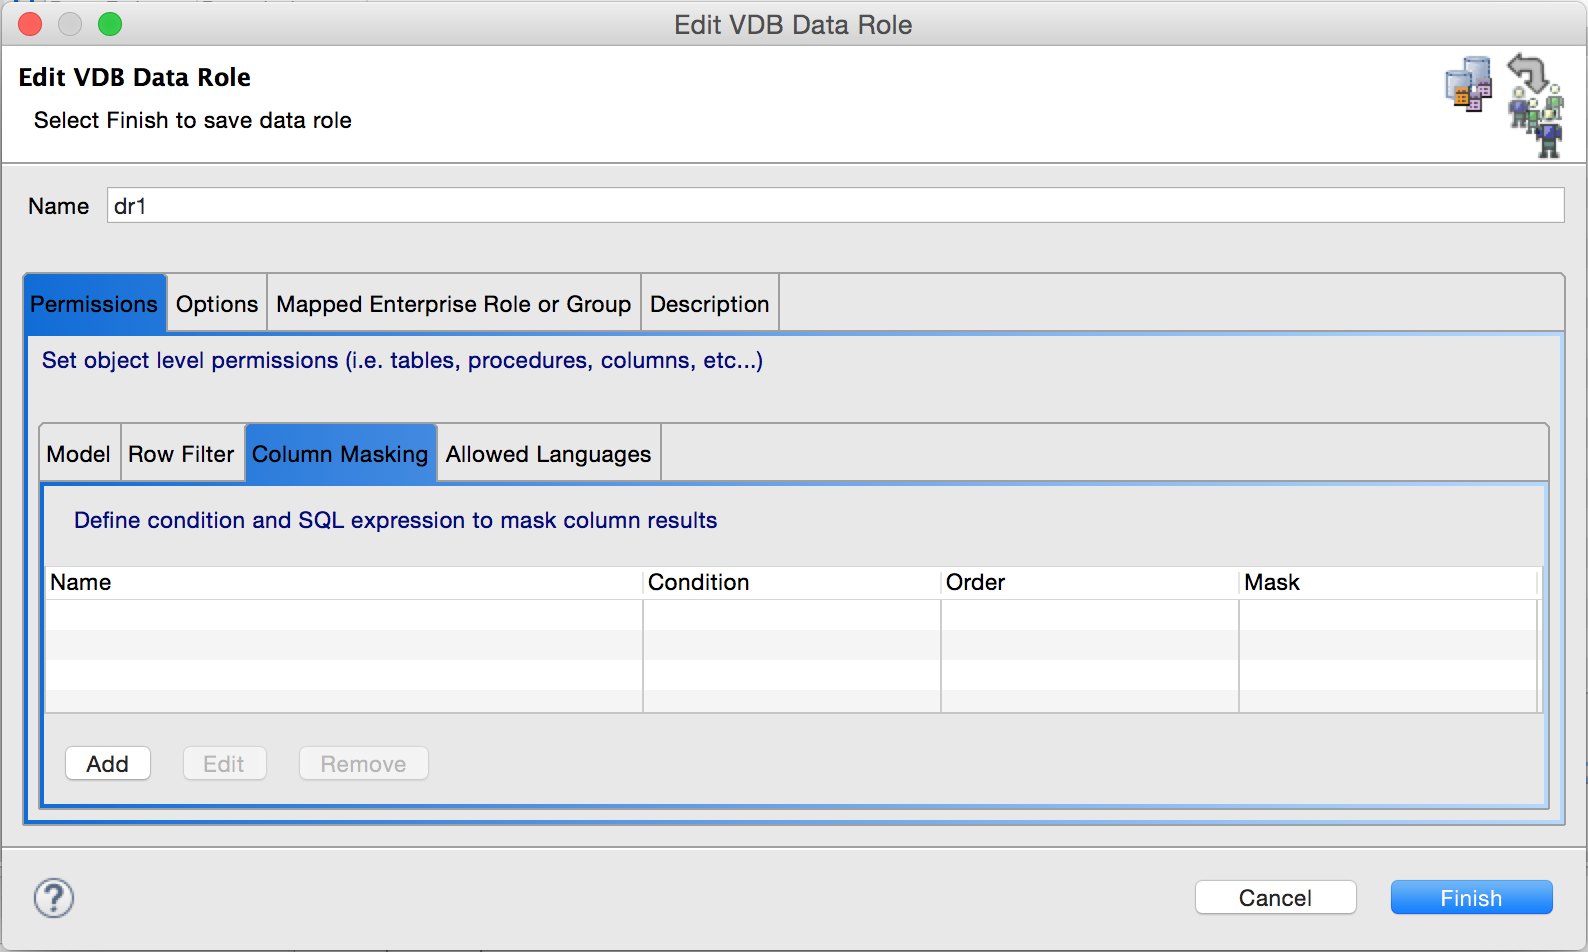 Edit VDB Data Role
Edit VDB Data Role
Select Finish to save data role
Name dr1
Permissions Options Mapped Enterprise Role or Group Description
Set object level permissions (i.e. tables, procedures, columns, etc...)
Model Row Filter Column Masking Allowed Languages
Define condition and SQL expression to mask column results
Name Condition Order Mask
Add Edit Remove
? Cancel Finish